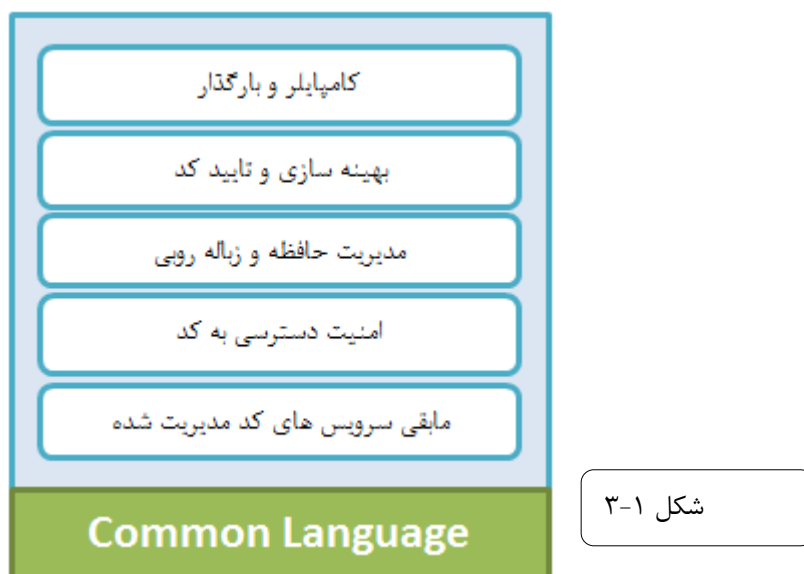 کامپایلر و بارگذار
بهینه سازی و تایید کد
مدیریت حافظه و زباله روبی
امنیت دسترسی به کد
مابقی سرویس های کد مدیریت شده
Common Language
شکل ۱-۳